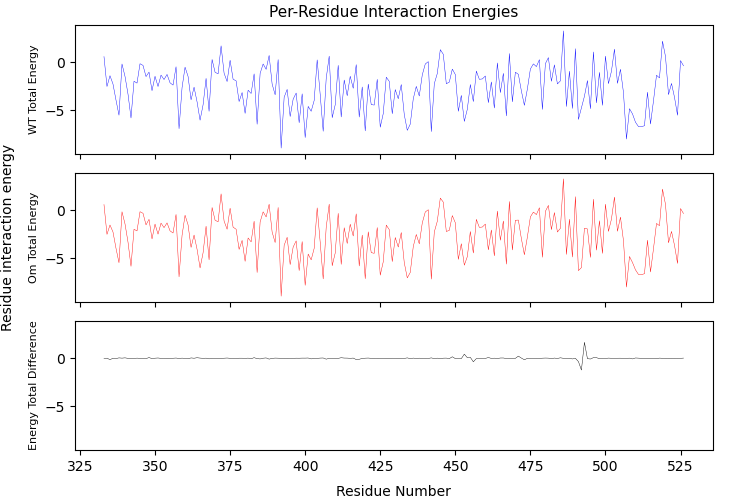 Per-Residue Interaction Energies
Residue interaction energy
WT Total Energy
0
−5
Om Total Energy
0
−5
Energy Total Difference
0
−5
325 350 375 400 425 450 475 500 525
Residue Number